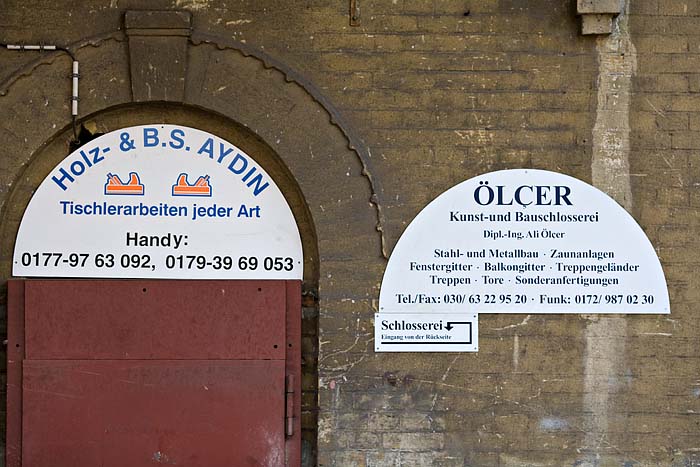 Holz- & B.S. AYDIN
Tischlerarbeiten jeder Art
Handy:
0177-97 63 092, 0179-39 69 053
ÖLÇER
Kunst-und Bauschlosserei
Dipl.-Ing. Ali Ölçer
Stahl- und Metallbau · Zaunanlagen
Fenstergitter · Balkongitter · Treppengeländer
Treppen · Tore · Sonderanfertigungen
Tel./Fax: 030/ 63 22 95 20 · Funk: 0172/ 987 02 30
Schlosserei
Eingang von der Rückseite